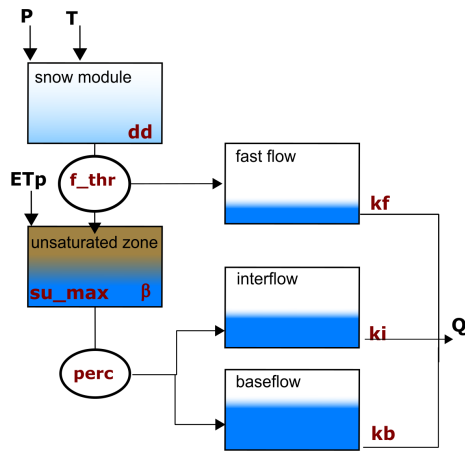 P
T
snow module
dd
fast flow
ETp
f_thr
kf
unsaturated zone
su_max
β
interflow
Q
ki
perc
baseflow
kb